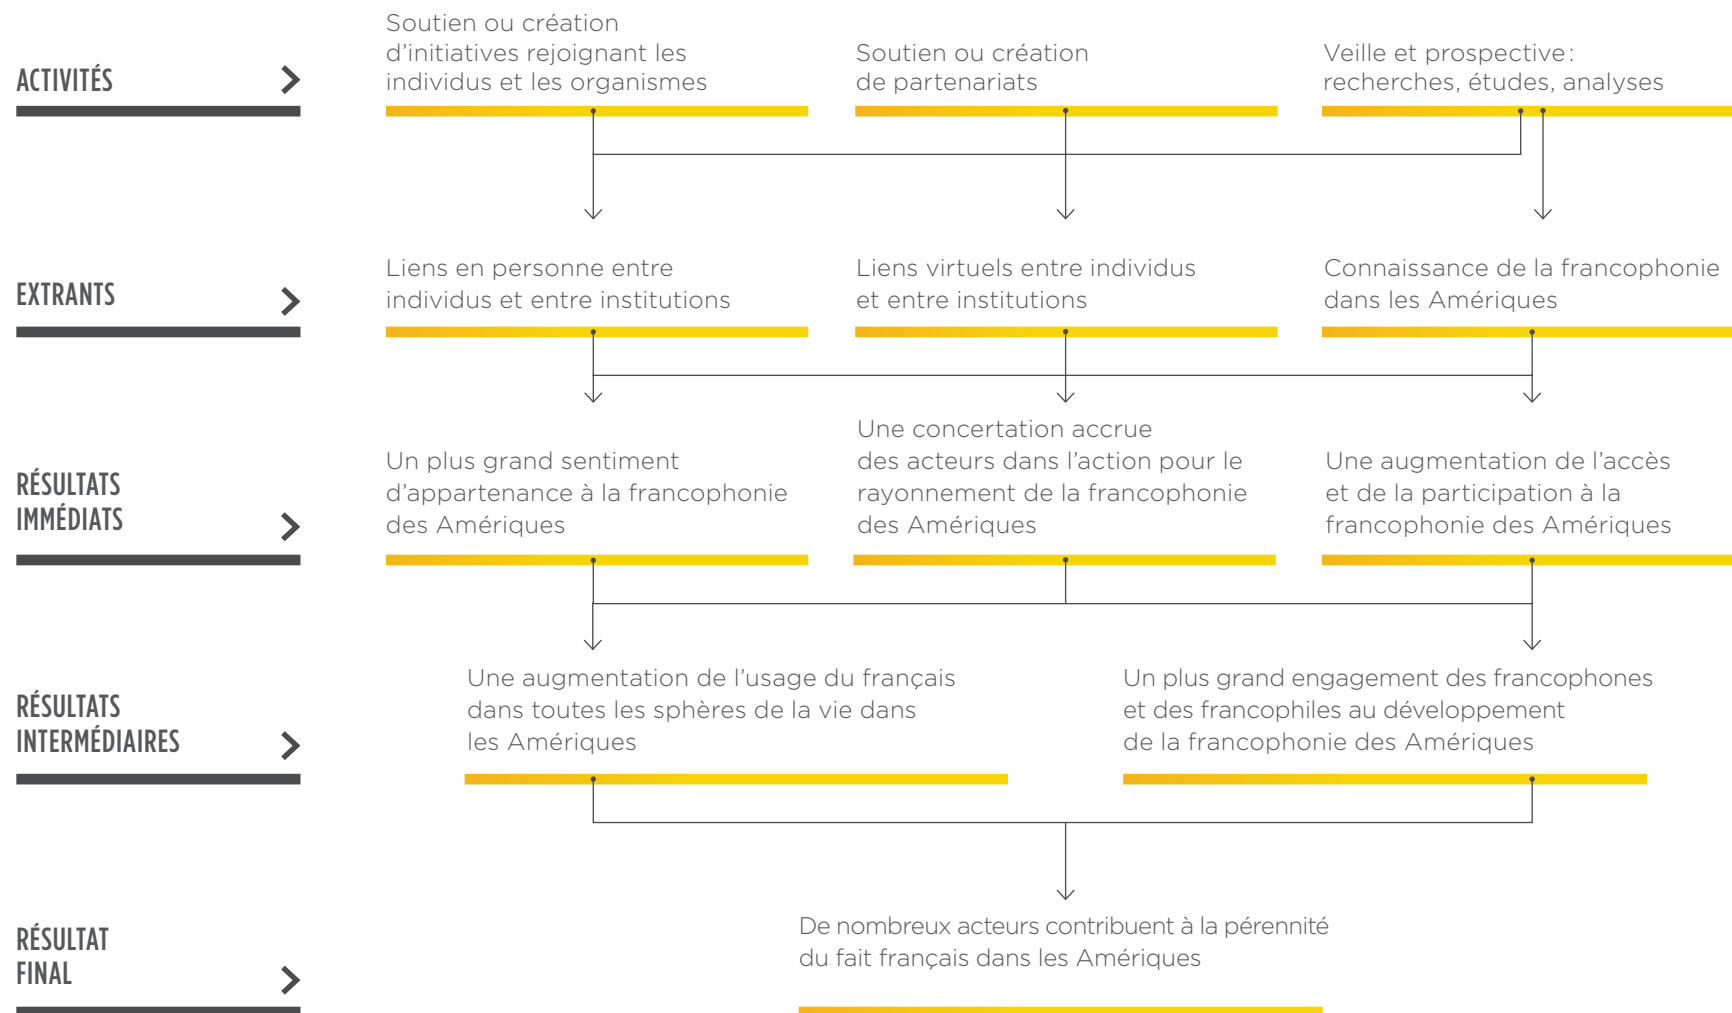 ACTIVITÉS
Soutien ou création
d’initiatives rejoignant les
individus et les organismes
Soutien ou création
de partenariats
Veille et prospective :
recherches, études, analyses
EXTRANTS
Liens en personne entre
individus et entre institutions
Liens virtuels entre individus
et entre institutions
Connaissance de la francophonie
dans les Amériques
RÉSULTATS
IMMÉDIATS
Un plus grand sentiment
d’appartenance à la francophonie
des Amériques
Une concertation accrue
des acteurs dans l’action pour le
rayonnement de la francophonie
des Amériques
Une augmentation de l’accès
et de la participation à la
francophonie des Amériques
RÉSULTATS
INTERMÉDIAIRES
Une augmentation de l’usage du français
dans toutes les sphères de la vie dans
les Amériques
Un plus grand engagement des francophones
et des francophiles au développement
de la francophonie des Amériques
RÉSULTAT
FINAL
De nombreux acteurs contribuent à la pérennité
du fait français dans les Amériques